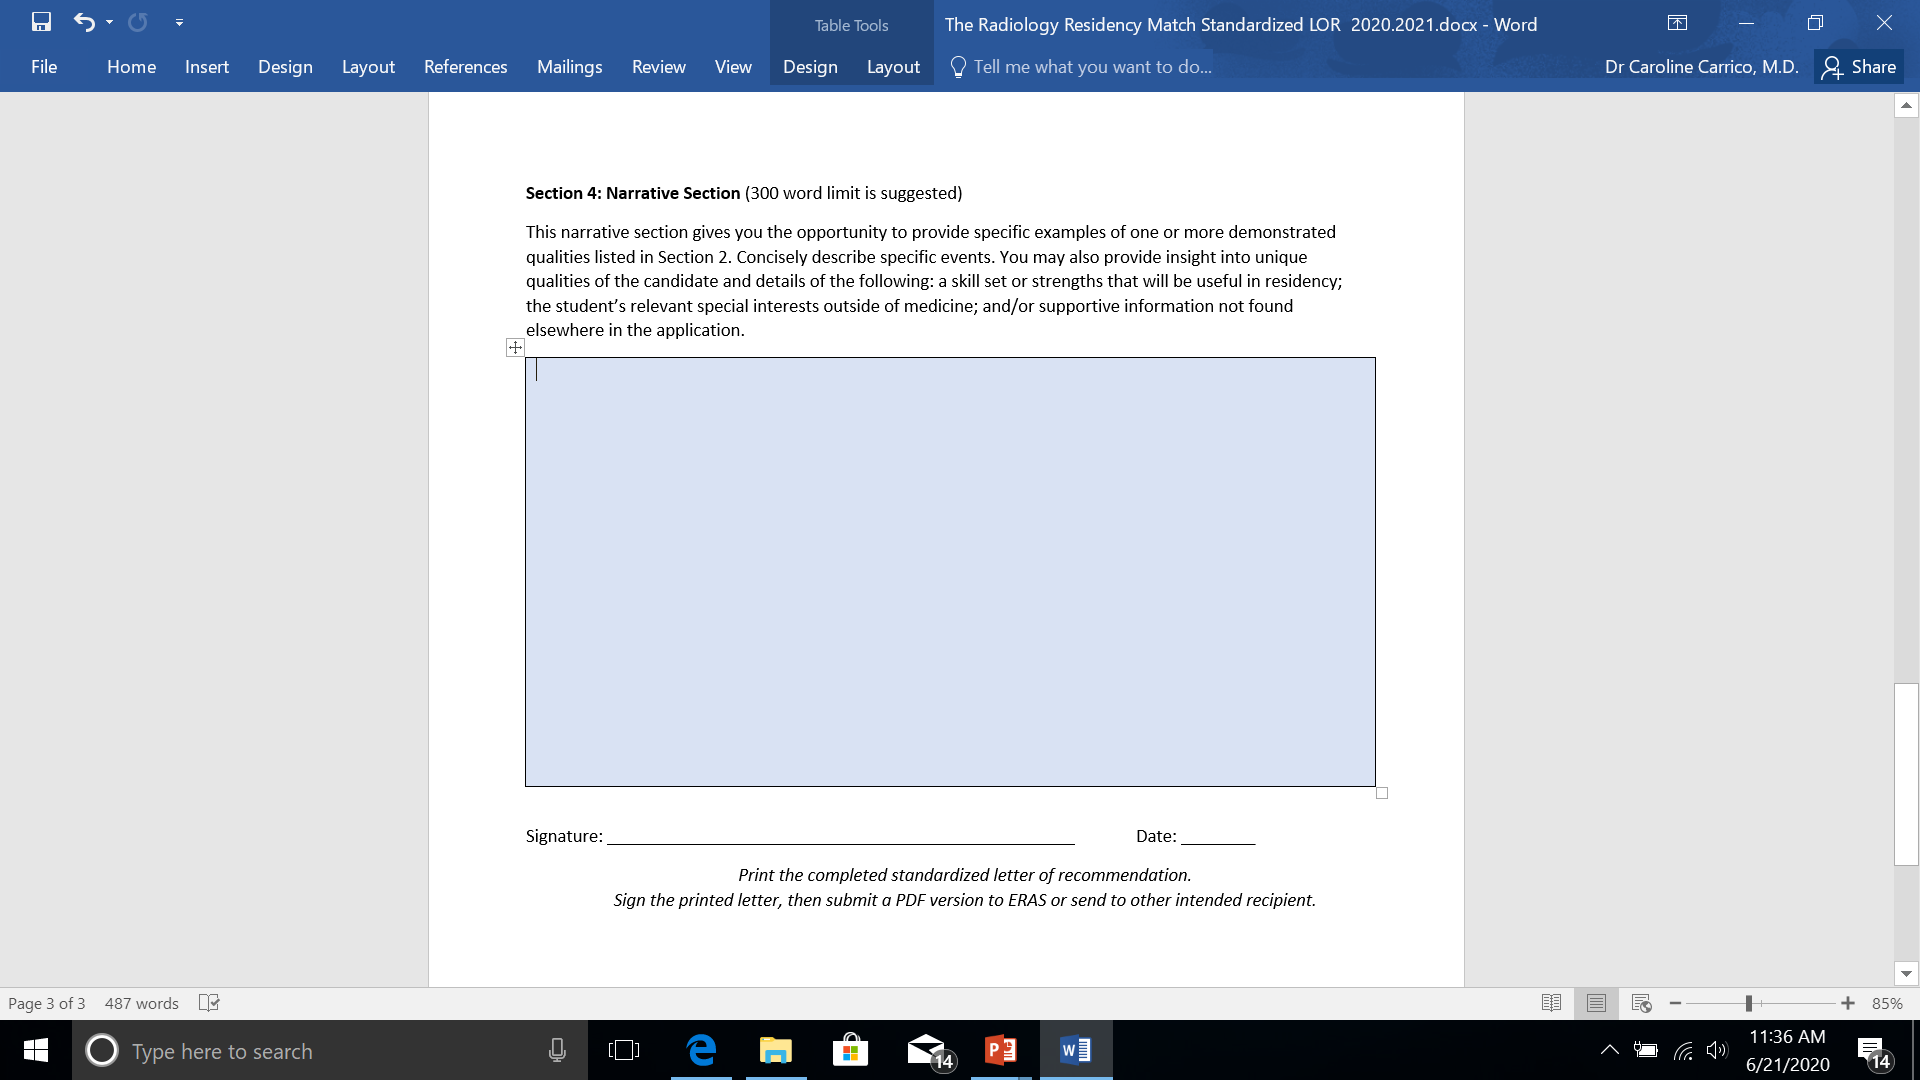 Table Tools
The Radiology Residency Match Standardized LOR  2020.2021.docx - Word
File Home Insert Design Layout References Mailings Review View Design Layout Tell me what you want to do... Dr Caroline Carrico, M.D. Share
Section 4: Narrative Section (300 word limit is suggested)
This narrative section gives you the opportunity to provide specific examples of one or more demonstrated
qualities listed in Section 2. Concisely describe specific events. You may also provide insight into unique
qualities of the candidate and details of the following: a skill set or strengths that will be useful in residency;
the student’s relevant special interests outside of medicine; and/or supportive information not found
elsewhere in the application.
Signature: Date:
Print the completed standardized letter of recommendation.
Sign the printed letter, then submit a PDF version to ERAS or send to other intended recipient.
Page 3 of 3 487 words 85%
Type here to search 14 11:36 AM
6/21/2020 14